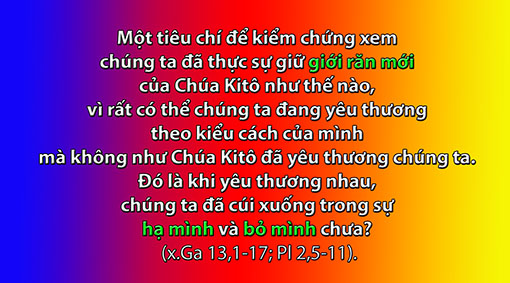 Một tiêu chí để kiểm chứng xem
chúng ta đã thực sự giữ giới răn mới
của Chúa Kitô như thế nào,
vì rất có thể chúng ta đang yêu thương
theo kiểu cách của mình
mà không như Chúa Kitô đã yêu thương chúng ta.
Đó là khi yêu thương nhau,
chúng ta đã cúi xuống trong sự
hạ mình và bỏ mình chưa?
(x.Ga 13,1-17; Pl 2,5-11).